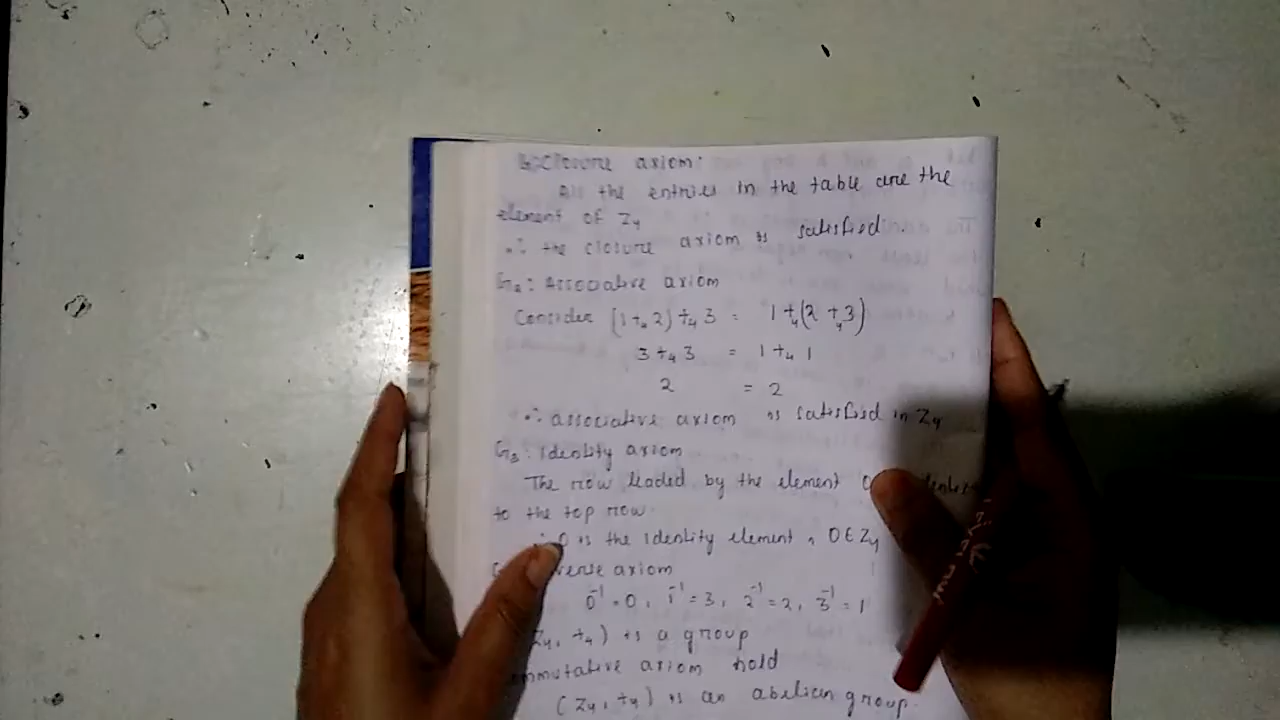 G₁: Closure axiom:
All the entries in the table are the
element of Z₄
∴ the closure axiom is satisfied
G₂: Associative axiom
Consider (1 +₄ 2) +₄ 3 = 1 +₄ (2 +₄ 3)
3 +₄ 3 = 1 +₄ 1
2 = 2
∴ associative axiom is satisfied in Z₄
G₃: Identity axiom
The row leaded by the element 0
to the top row.
∴ 0 is the identity element, 0 ∈ Z₄
axiom
0⁻¹ = 0, 1⁻¹ = 3, 2⁻¹ = 2, 3⁻¹ = 1
Z₄, +₄) is a group
axiom hold
(Z₄, +₄) is an abelian group.